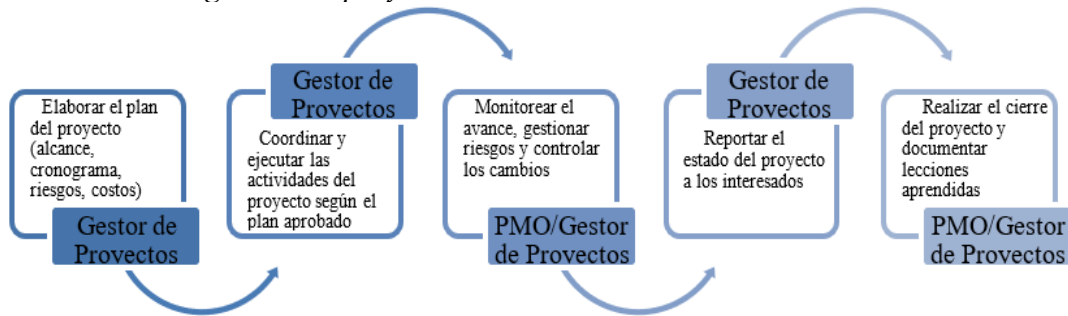 Elaborar el plan
del proyecto
(alcance,
cronograma,
riesgos, costos)
Gestor de
Proyectos
Gestor de
Proyectos
Coordinar y
ejecutar las
actividades del
proyecto según el
plan aprobado
Monitorear el
avance, gestionar
riesgos y controlar
los cambios
PMO/Gestor
de Proyectos
Gestor de
Proyectos
Reportar el
estado del proyecto
a los interesados
Realizar el cierre
del proyecto y
documentar
lecciones
aprendidas
PMO/Gestor
de Proyectos